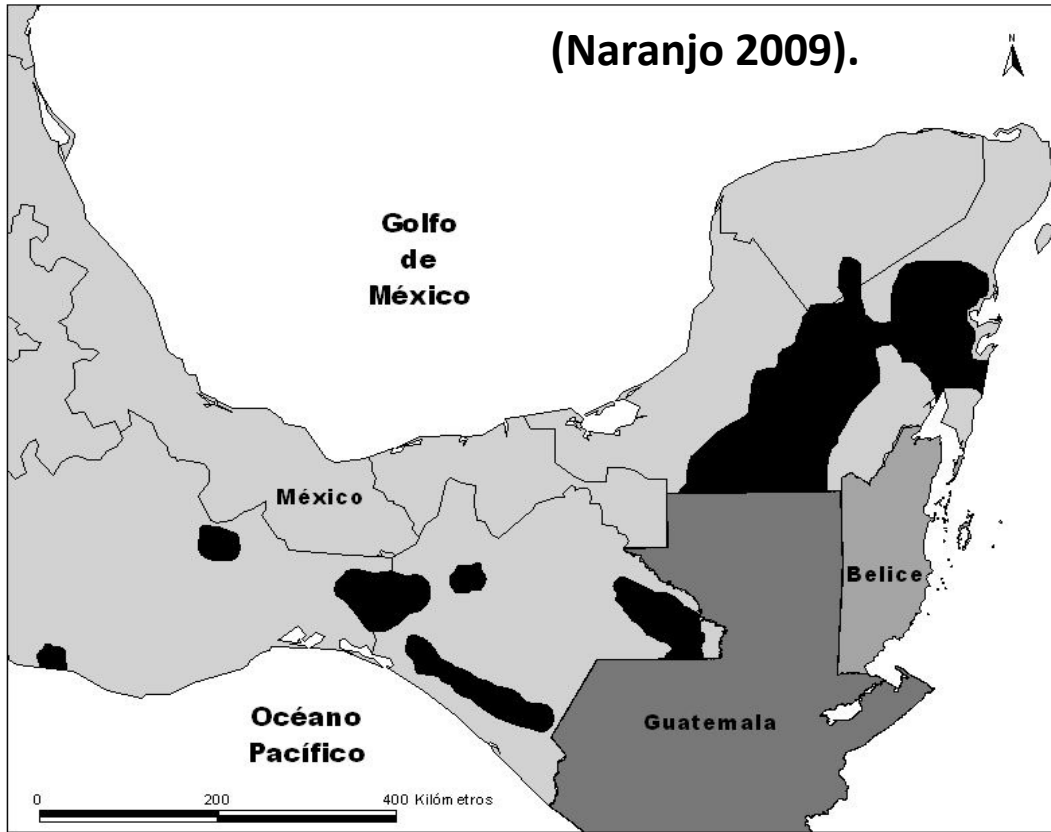 (Naranjo 2009).
N
Golfo
de
México
México
Belice
Guatemala
Océano
Pacífico
0 200 400 Kilómetros